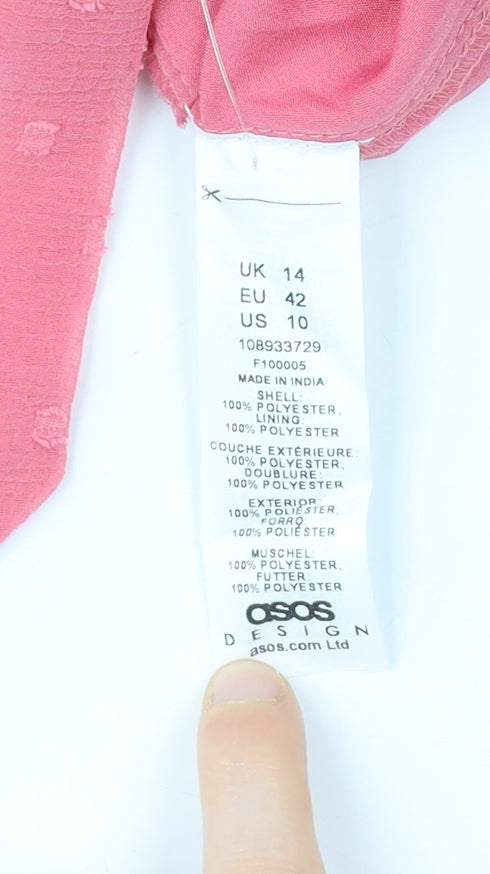 UK 14
EU 42
US 10
108933729
F100005
MADE IN INDIA
SHELL:
100% POLYESTER,
LINING:
100% POLYESTER
COUCHE EXTÉRIEURE:
100% POLYESTER,
DOUBLURE:
100% POLYESTER
EXTERIOR:
100% POLIÉSTER,
FORRO:
100% POLIÉSTER
MUSCHEL:
100% POLYESTER,
FUTTER:
100% POLYESTER
asos
DESIGN
asos.com Ltd